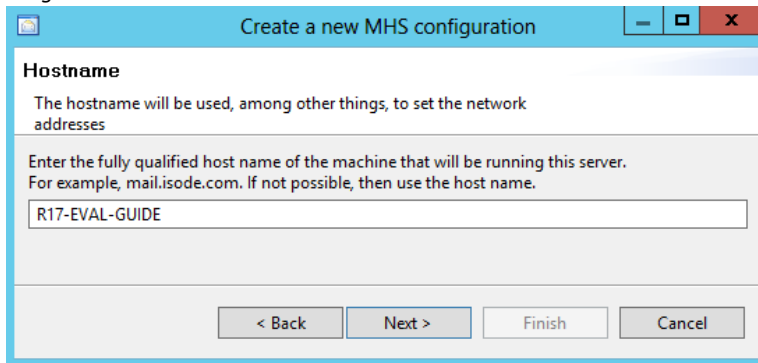 Create a new MHS configuration
Hostname
The hostname will be used, among other things, to set the network
addresses
Enter the fully qualified host name of the machine that will be running this server.
For example, mail.isode.com. If not possible, then use the host name.
R17-EVAL-GUIDE
< Back Next > Finish Cancel